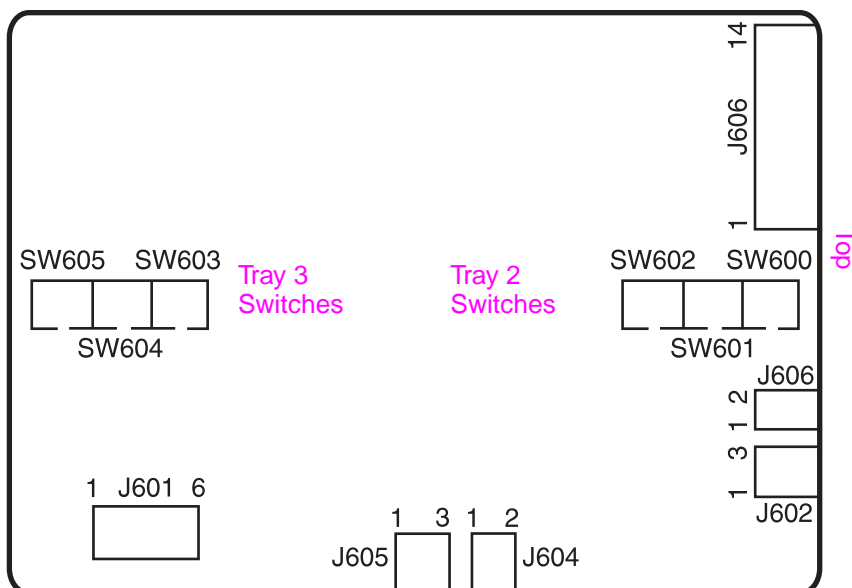 14
J606
1
Top
SW605 SW603
Tray 3
Switches
SW604
Tray 2
Switches
SW602 SW600
SW601
J606
2
1
3
1
J602
1 J601 6
1 3
J605
1 2
J604